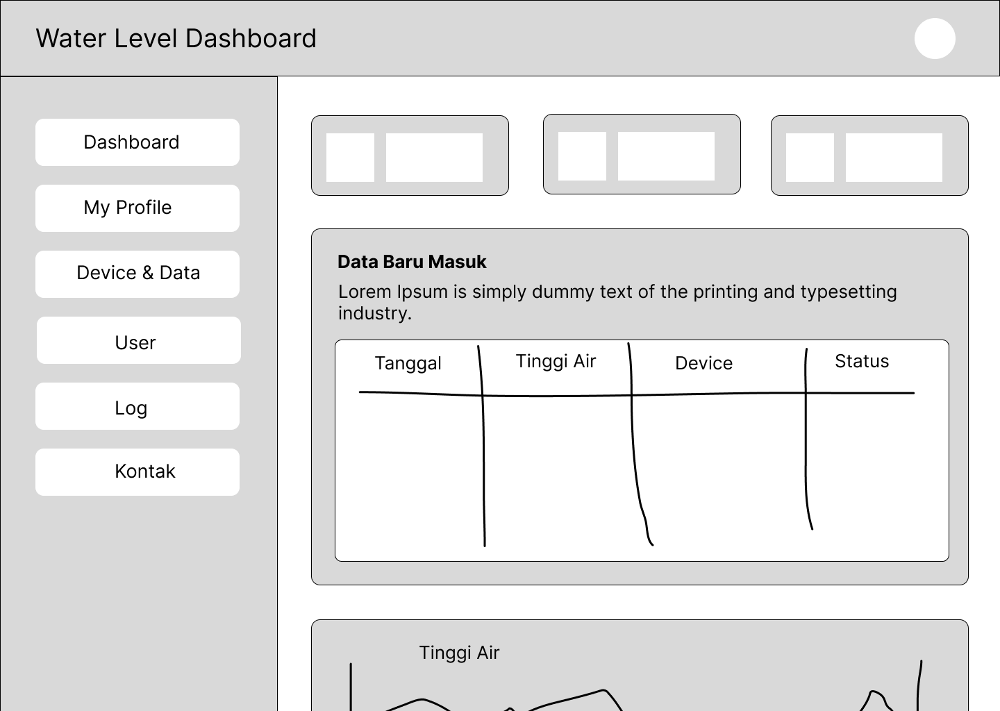 Water Level Dashboard
Dashboard
My Profile
Device & Data
User
Log
Kontak
Data Baru Masuk
Lorem Ipsum is simply dummy text of the printing and typesetting
industry.
Tanggal
Tinggi Air
Device
Status
Tinggi Air